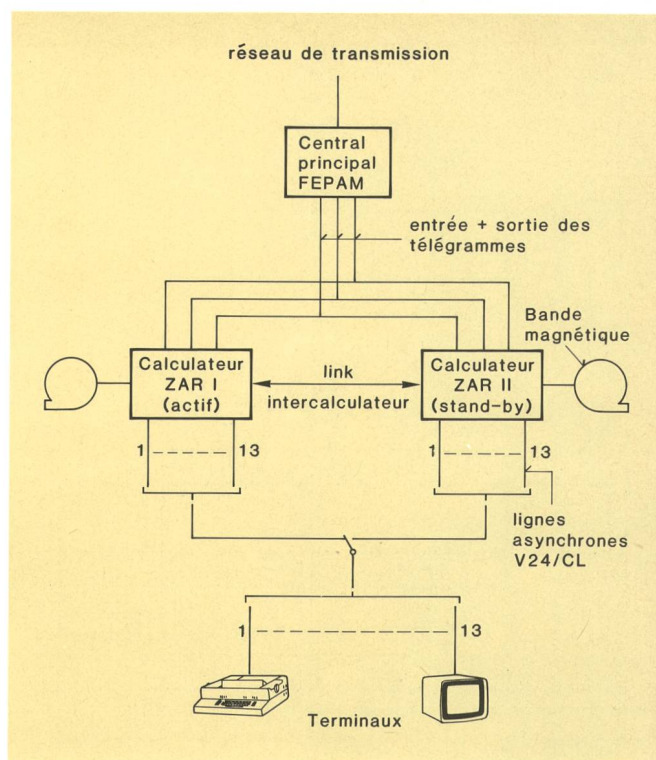 réseau de transmission
Central
principal
FEPAM
entrée + sortie des
télégrammes
Bande
magnétique
Calculateur
ZAR I
(actif)
link
intercalculateur
Calculateur
ZAR II
(stand-by)
1 13
1 13
lignes
asynchrones
V24/CL
1 13
Terminaux